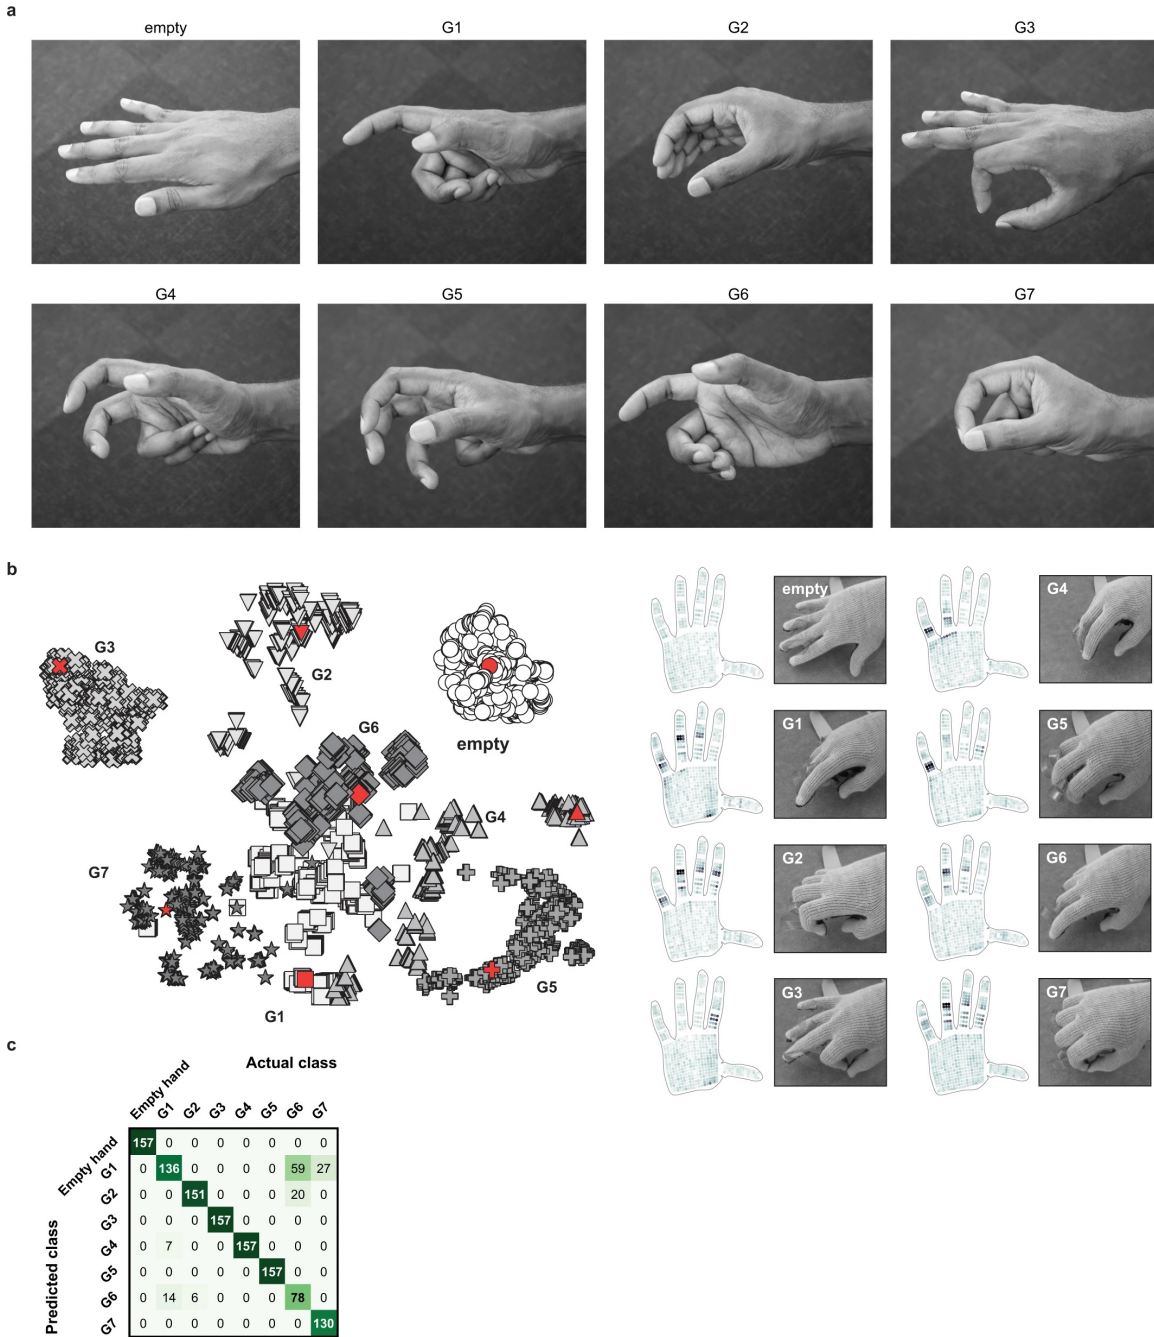 a
empty G1 G2 G3
G4 G5 G6 G7
b
G3
G2
empty
G6
G4
G7
G5
G1
empty G4
G1 G5
G2 G6
G3 G7
c
Actual class
Empty hand G1 G2 G3 G4 G5 G6 G7
Predicted class
Empty hand 157 0 0 0 0 0 0 0
G1 0 136 0 0 0 0 59 27
G2 0 0 151 0 0 0 20 0
G3 0 0 0 157 0 0 0 0
G4 0 7 0 0 157 0 0 0
G5 0 0 0 0 0 157 0 0
G6 0 14 6 0 0 0 78 0
G7 0 0 0 0 0 0 0 130